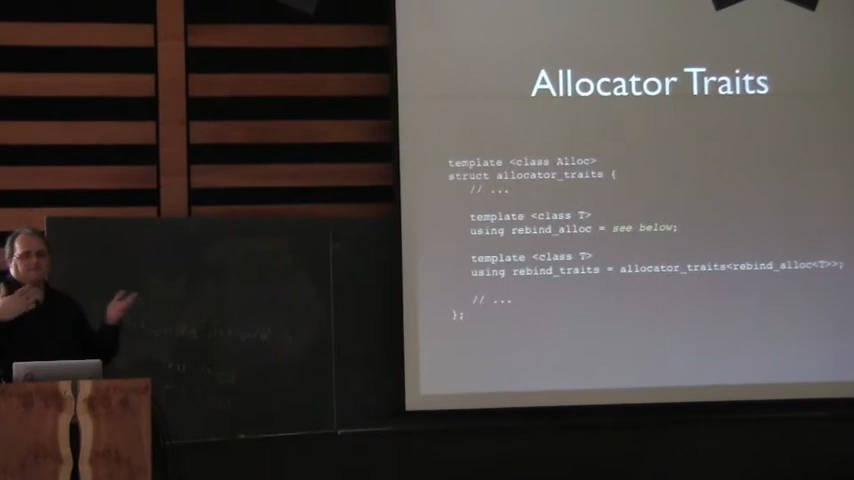 Allocator Traits
template <class Alloc>
struct allocator_traits {
// ...
template <class T>
using rebind_alloc = see below;
template <class T>
using rebind_traits = allocator_traits<rebind_alloc<T>>;
// ...
};